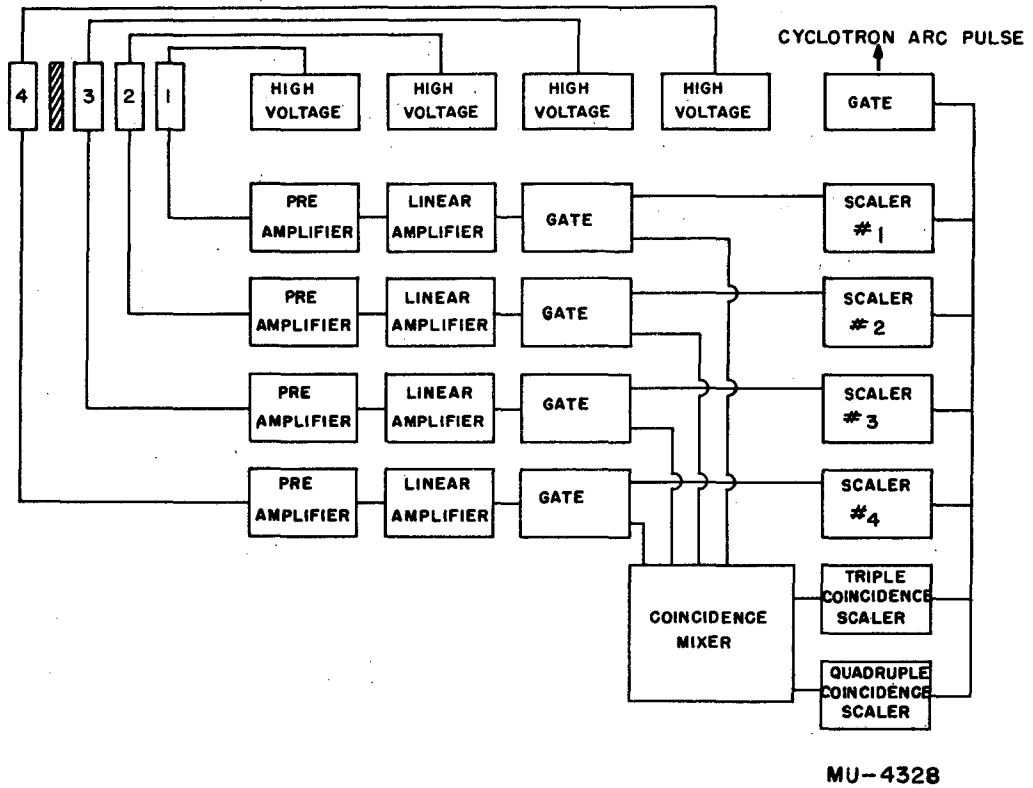 CYCLOTRON ARC PULSE
4
3
2
1
HIGH
VOLTAGE
HIGH
VOLTAGE
HIGH
VOLTAGE
HIGH
VOLTAGE
GATE
PRE
AMPLIFIER
LINEAR
AMPLIFIER
GATE
SCALER
#1
PRE
AMPLIFIER
LINEAR
AMPLIFIER
GATE
SCALER
#2
PRE
AMPLIFIER
LINEAR
AMPLIFIER
GATE
SCALER
#3
PRE
AMPLIFIER
LINEAR
AMPLIFIER
GATE
SCALER
#4
COINCIDENCE
MIXER
TRIPLE
COINCIDENCE
SCALER
QUADRUPLE
COINCIDENCE
SCALER
MU-4328